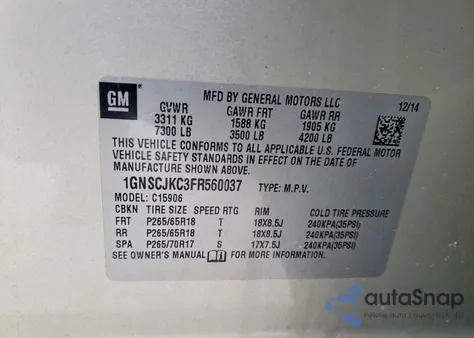 GM
MFD BY GENERAL MOTORS LLC
12/14
GVWR GAWR FRT GAWR RR
3311 KG 1588 KG 1905 KG
7300 LB 3500 LB 4200 LB
THIS VEHICLE CONFORMS TO ALL APPLICABLE U.S. FEDERAL MOTOR
VEHICLE SAFETY STANDARDS IN EFFECT ON THE DATE OF
MANUFACTURE SHOWN ABOVE.
1GNSCJKC3FR560037 TYPE: M.P.V.
MODEL: C15906
CBKN TIRE SIZE SPEED RTG RIM COLD TIRE PRESSURE
FRT P265/65R18 T 18X8.5J 240KPA(35PSI)
RR P265/65R18 T 18X8.5J 240KPA(35PSI)
SPA P265/70R17 S 17X7.5J 240KPA(35PSI)
SEE OWNER'S MANUAL FOR MORE INFORMATION.
autoSnap